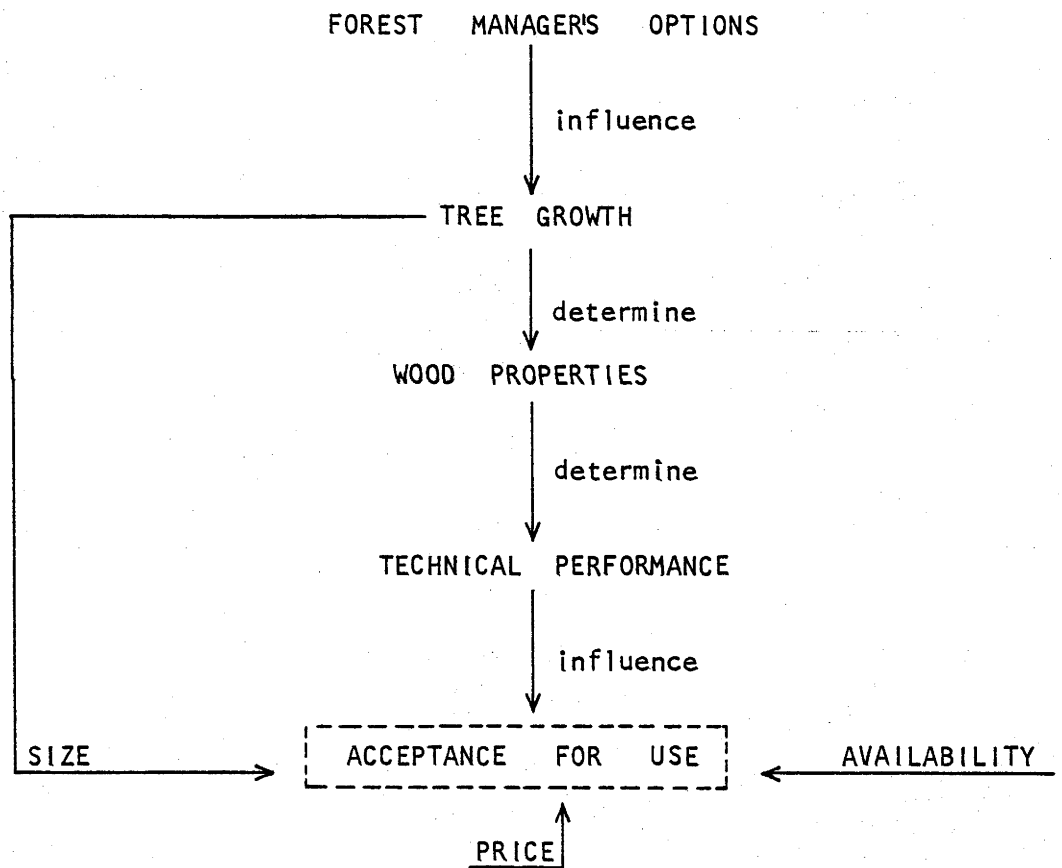 FOREST MANAGER'S OPTIONS
influence
TREE GROWTH
determine
WOOD PROPERTIES
determine
TECHNICAL PERFORMANCE
influence
SIZE
ACCEPTANCE FOR USE
AVAILABILITY
PRICE